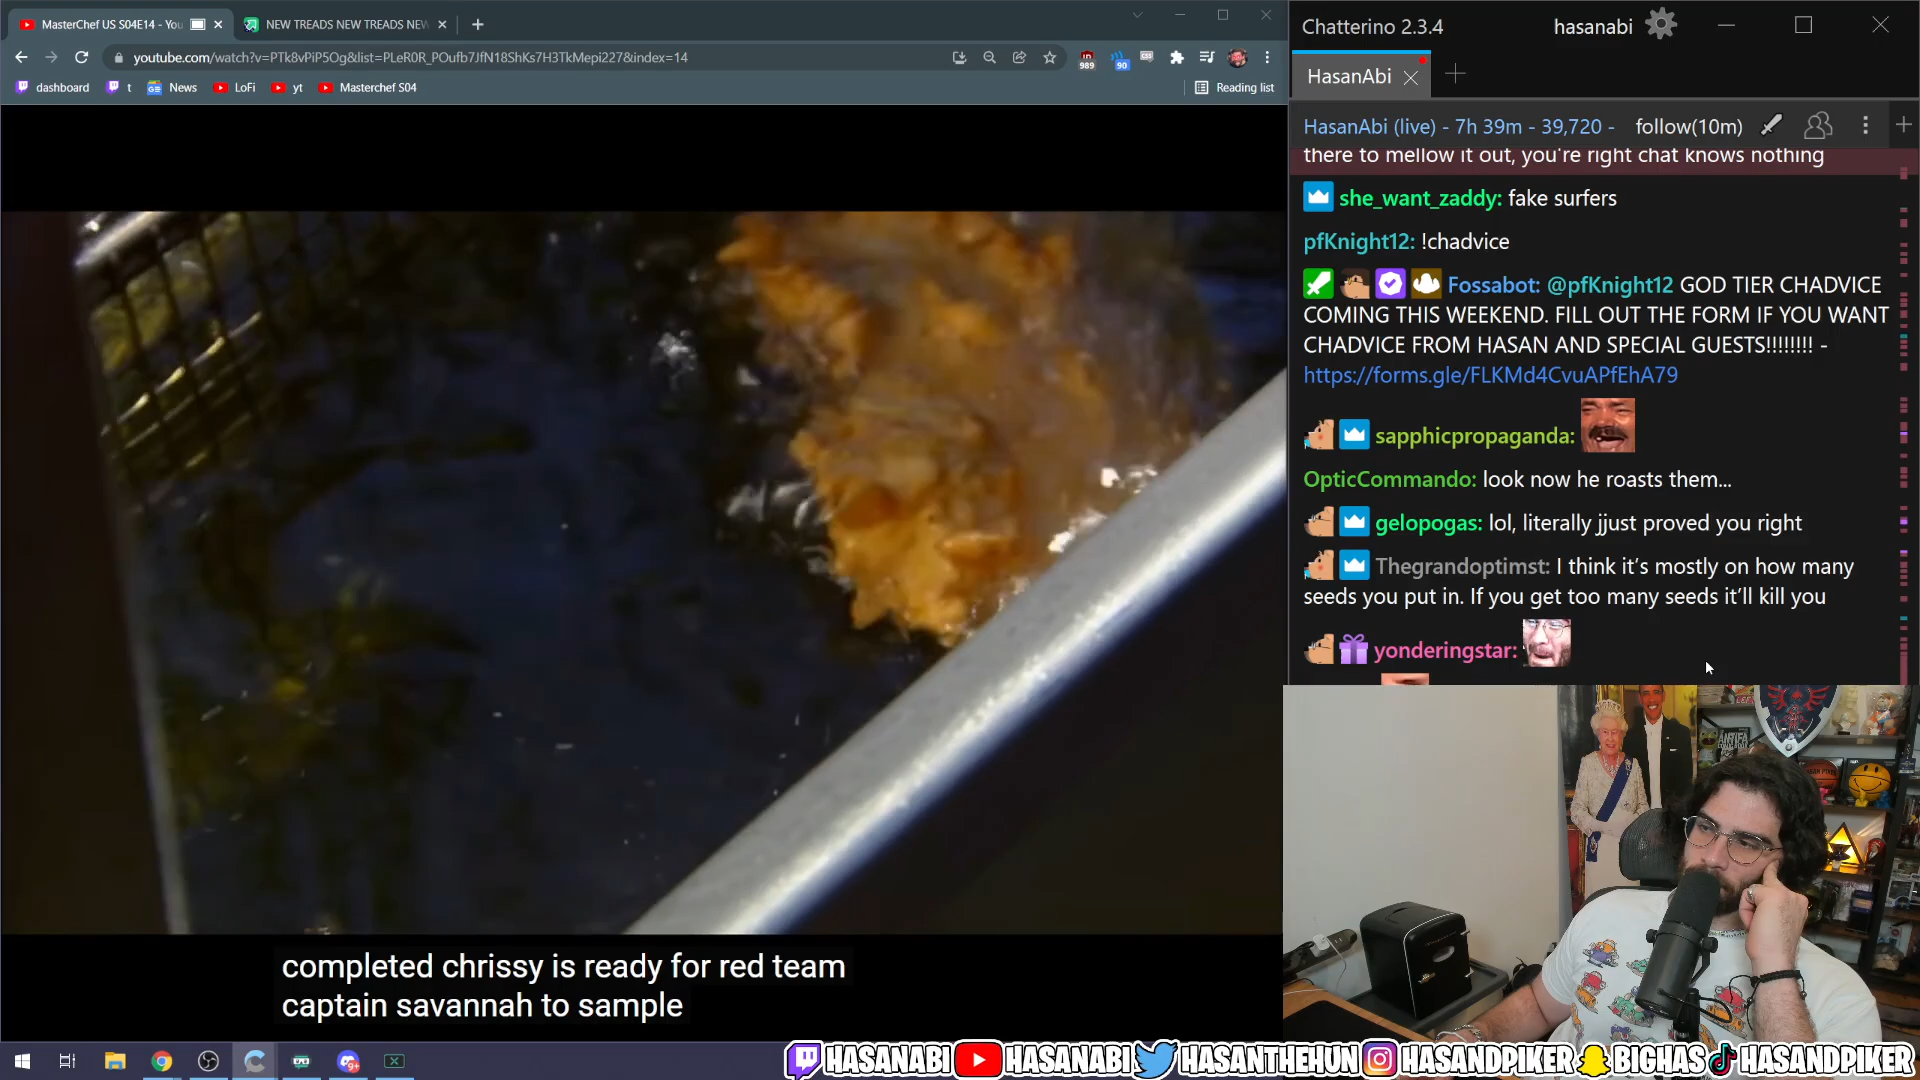 MasterChef US S04E14 - You
NEW TREADS NEW TREADS NEW
youtube.com/watch?v=PTk8vPiP5Og&list=PLeR0R_POufb7JfN18ShKs7H3TkMepi227&index=14
989
90
dashboard
t
News
LoFi
yt
Masterchef S04
Reading list
completed chrissy is ready for red team
captain savannah to sample
Chatterino 2.3.4
hasanabi
HasanAbi
HasanAbi (live) - 7h 39m - 39,720 -
follow(10m)
there to mellow it out, you're right chat knows nothing
she_want_zaddy: fake surfers
pfKnight12: !chadvice
Fossabot: @pfKnight12 GOD TIER CHADVICE
COMING THIS WEEKEND. FILL OUT THE FORM IF YOU WANT
CHADVICE FROM HASAN AND SPECIAL GUESTS!!!!!!!! -
https://forms.gle/FLKMd4CvuAPfEhA79
sapphicpropaganda:
OpticCommando: look now he roasts them...
gelopogas: lol, literally jjust proved you right
Thegrandoptimst: I think it's mostly on how many
seeds you put in. If you get too many seeds it'll kill you
yonderingstar:
HASANABI
HASANABI
HASANTHEHUN
HASANDPIKER
BIGHAS
HASANDPIKER